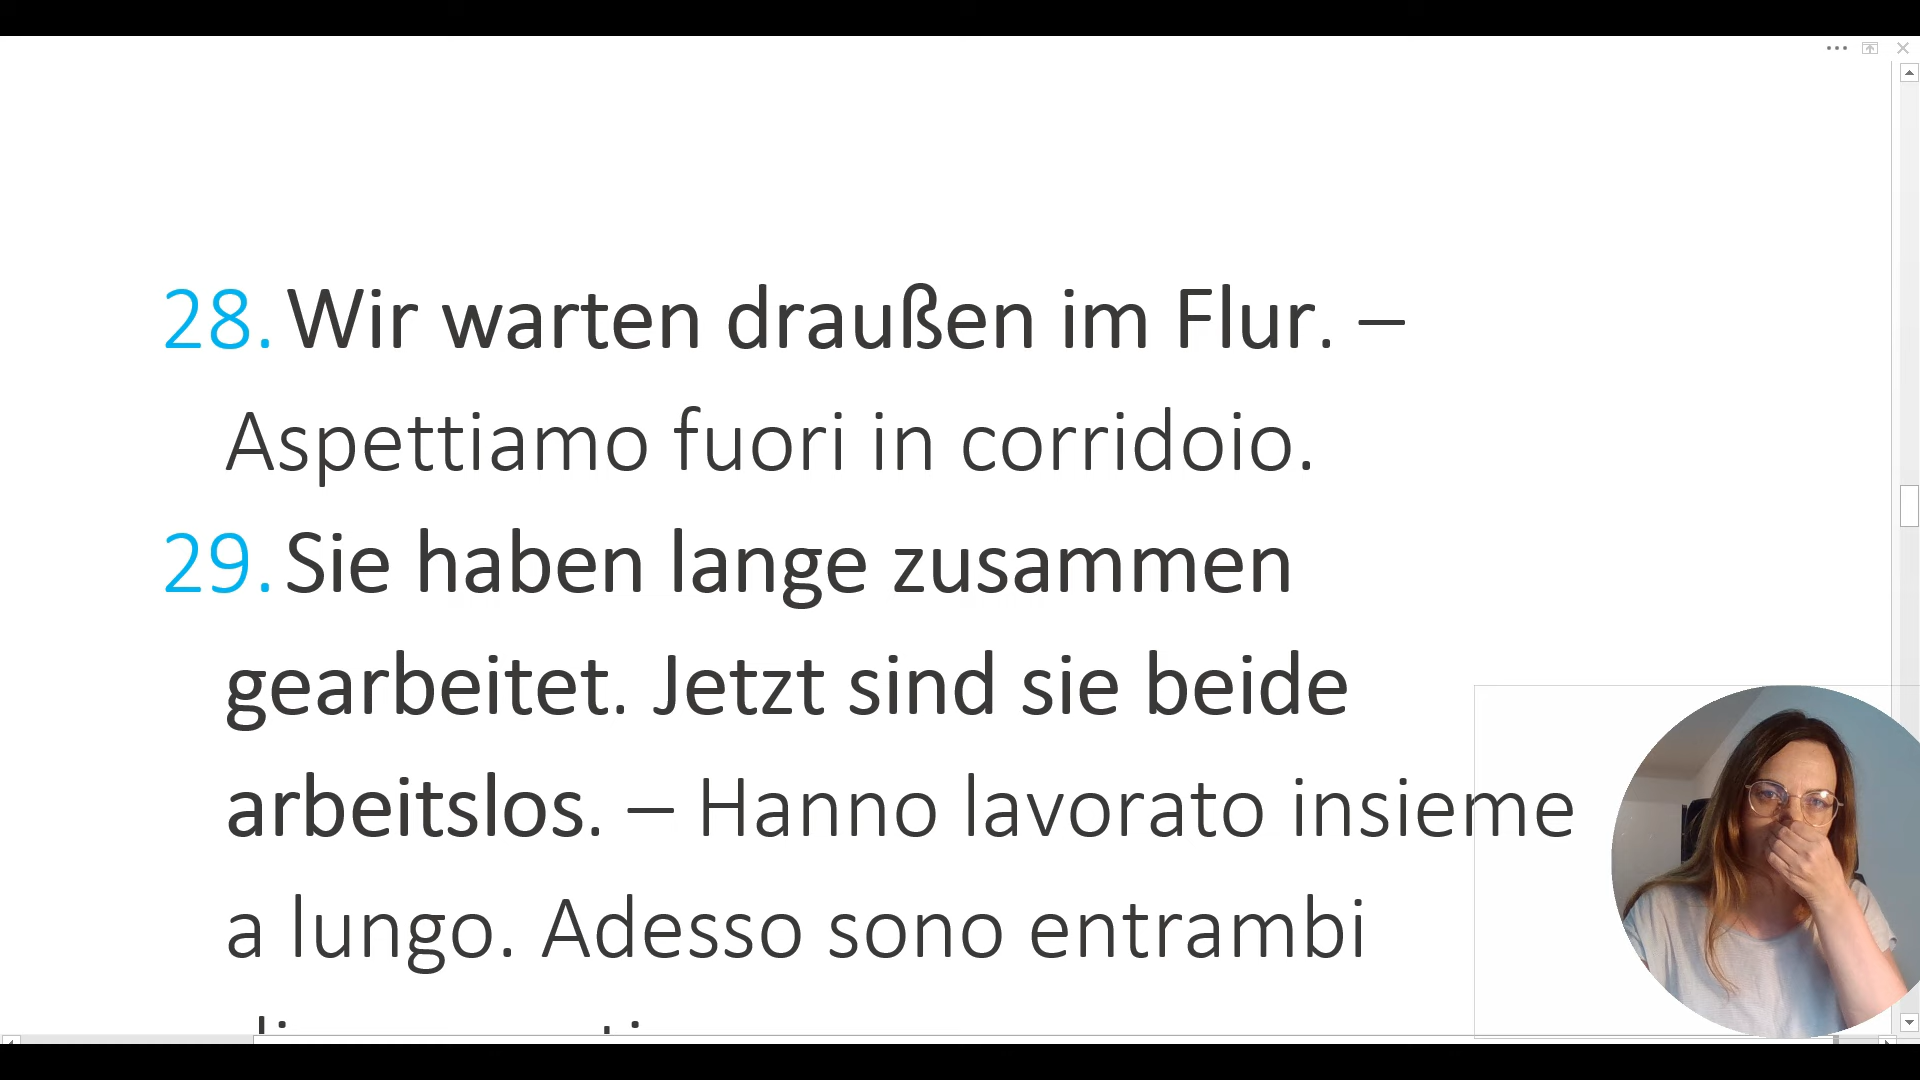 28. Wir warten draußen im Flur. –
Aspettiamo fuori in corridoio.
29. Sie haben lange zusammen
gearbeitet. Jetzt sind sie beide
arbeitslos. – Hanno lavorato insieme
a lungo. Adesso sono entrambi